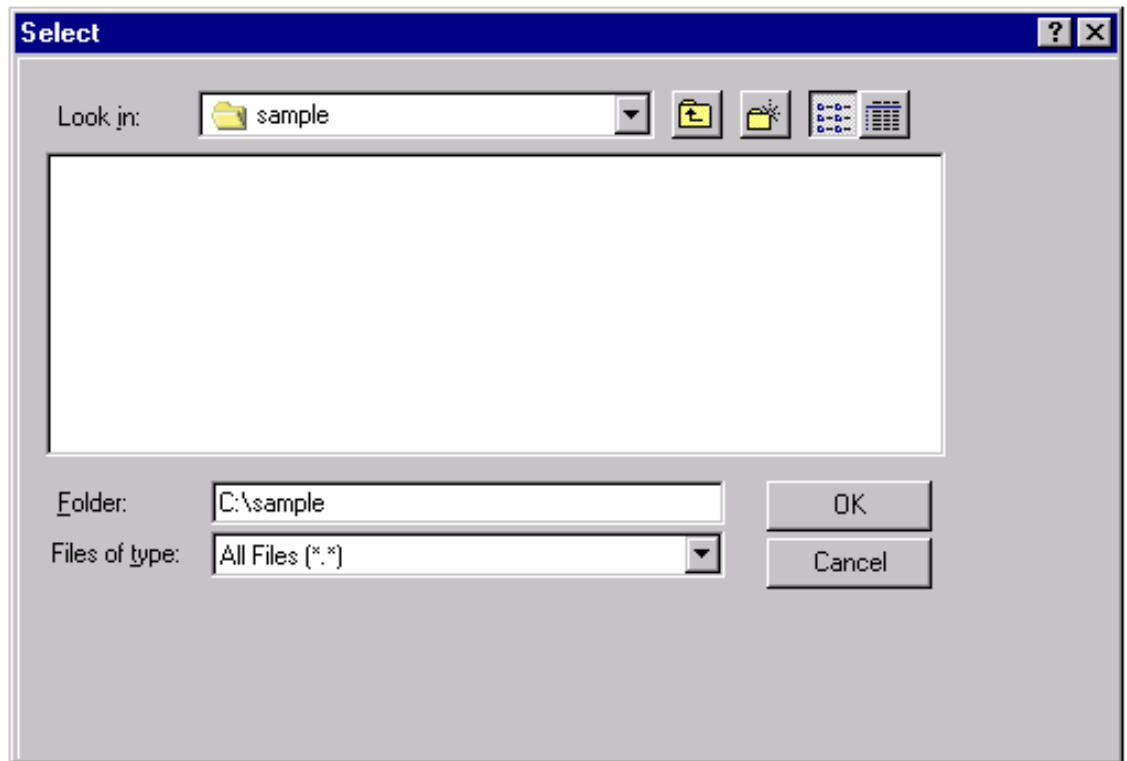 Select
Look in: sample
Folder: C:\sample
OK
Files of type: All Files (*.*)
Cancel